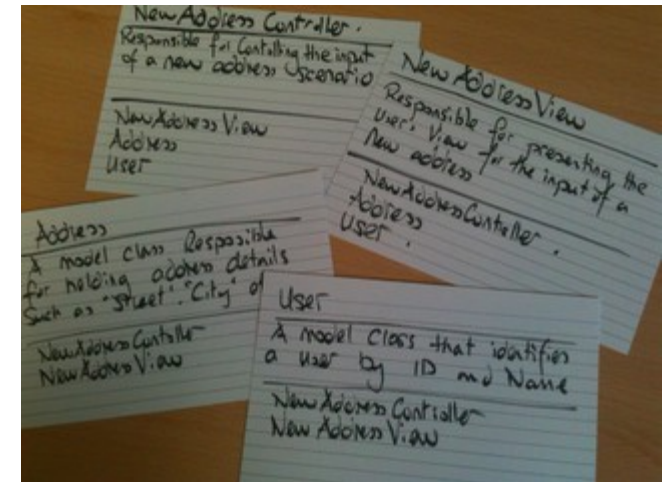 New Address Controller.
Responsible for Controlling the input
of a new address scenario
New Address View
Address
User
New Address View
Responsible for presenting the
User's View for the input of a
new address
New Address Controller.
Address
User.
Address
A model class Resposible
for holding address details
Such as "Street". "City"
New Address Controller
New Address View
User
A model Class that identifies
a user by ID and Name
New Address Controller
New Address View